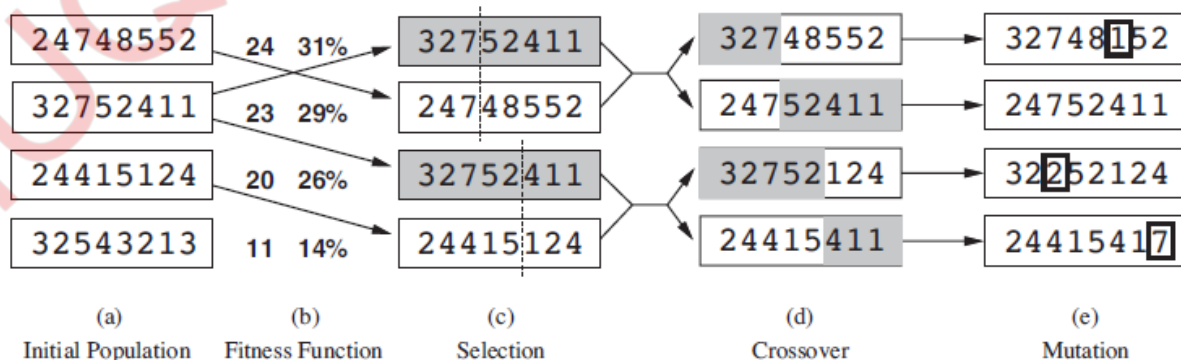 24748552 24 31% 32752411 32748552 32748152
32752411 23 29% 24748552 24752411 24752411
24415124 20 26% 32752411 32752124 32252124
32543213 11 14% 24415124 24415411 24415417
(a) (b) (c) (d) (e)
Initial Population Fitness Function Selection Crossover Mutation